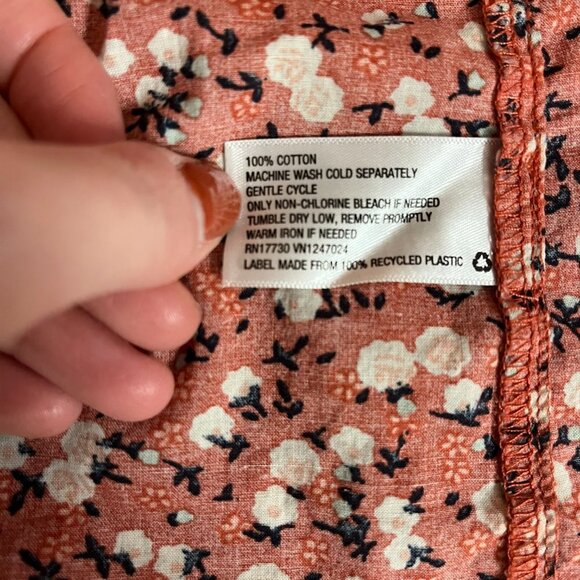 100% COTTON
MACHINE WASH COLD SEPARATELY
GENTLE CYCLE
ONLY NON-CHLORINE BLEACH IF NEEDED
TUMBLE DRY LOW, REMOVE PROMPTLY
WARM IRON IF NEEDED
RN17730 VN1247024
LABEL MADE FROM 100% RECYCLED PLASTIC